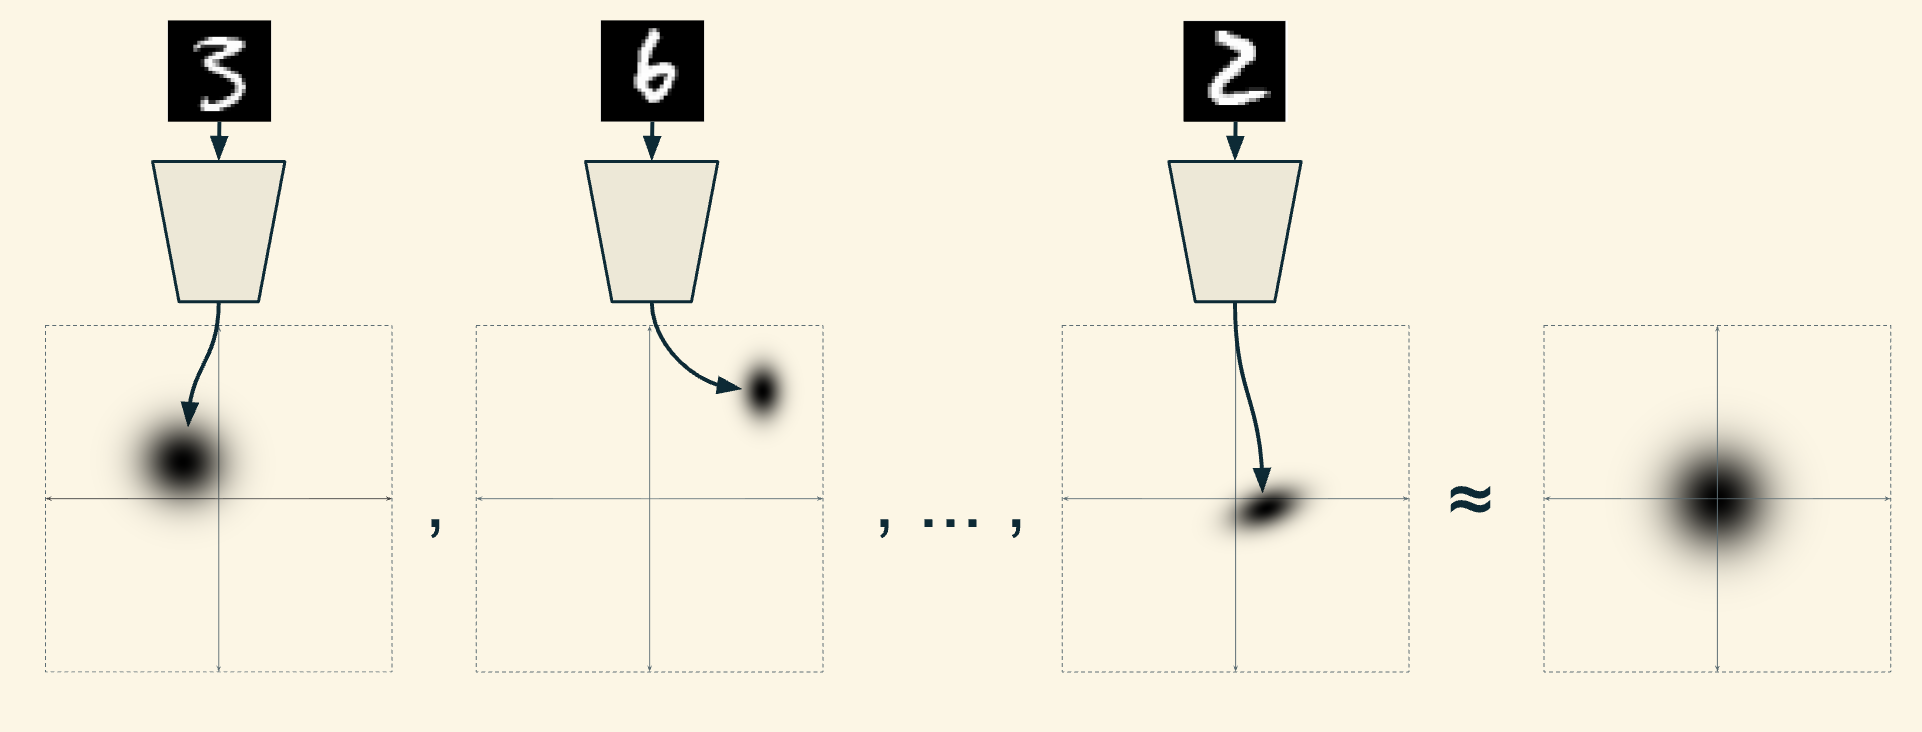 3 6 2
, , ... , ≈